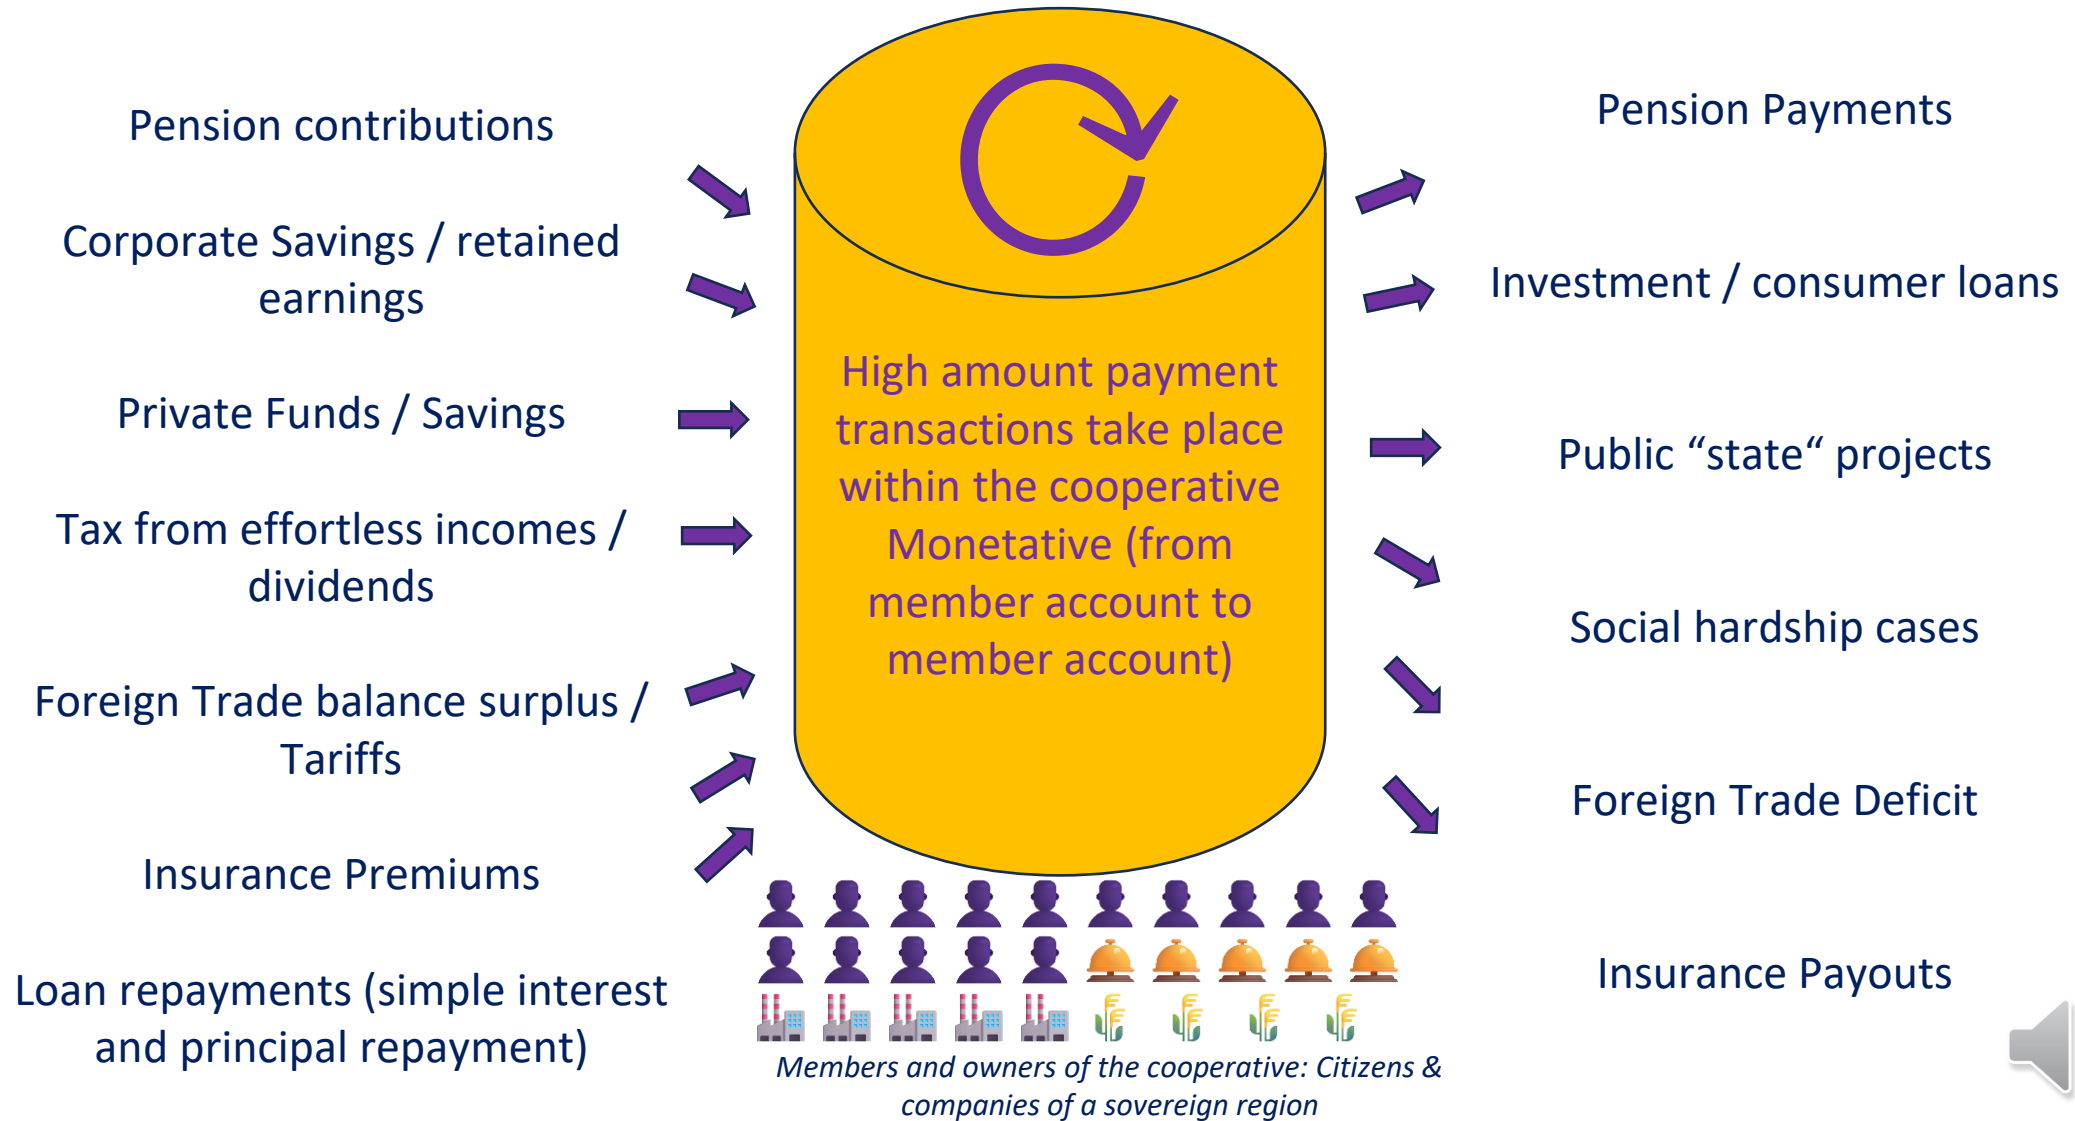 Pension contributions
Corporate Savings / retained
earnings
Private Funds / Savings
Tax from effortless incomes /
dividends
Foreign Trade balance surplus /
Tariffs
Insurance Premiums
Loan repayments (simple interest
and principal repayment)
High amount payment
transactions take place
within the cooperative
Monetative (from
member account to
member account)
Members and owners of the cooperative: Citizens &
companies of a sovereign region
Pension Payments
Investment / consumer loans
Public “state“ projects
Social hardship cases
Foreign Trade Deficit
Insurance Payouts